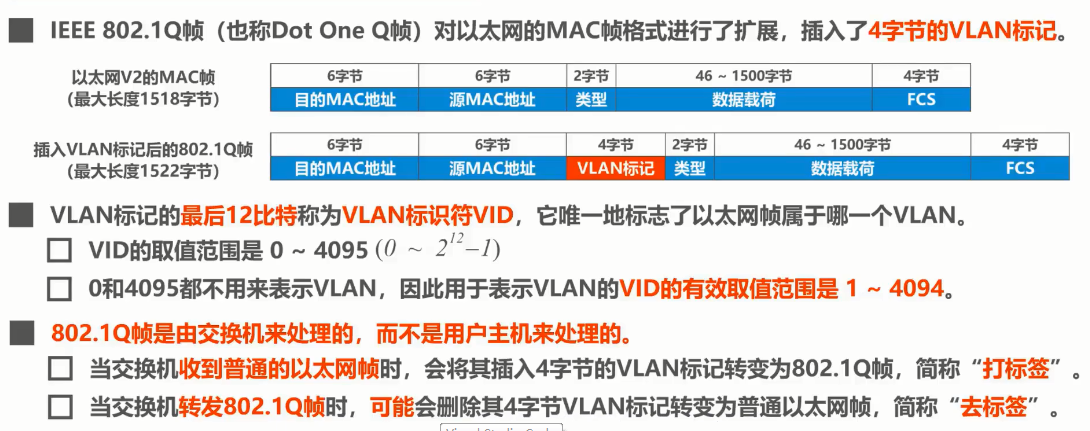 IEEE 802.1Q帧（也称Dot One Q帧）对以太网的MAC帧格式进行了扩展，插入了4字节的VLAN标记。
以太网V2的MAC帧
（最大长度1518字节）
6字节 6字节 2字节 46 ~ 1500字节 4字节
目的MAC地址 源MAC地址 类型 数据载荷 FCS
插入VLAN标记后的802.1Q帧
（最大长度1522字节）
6字节 6字节 4字节 2字节 46 ~ 1500字节 4字节
目的MAC地址 源MAC地址 VLAN标记 类型 数据载荷 FCS
VLAN标记的最后12比特称为VLAN标识符VID，它唯一地标志了以太网帧属于哪一个VLAN。
VID的取值范围是 0 ~ 4095 (0 ~ 2^12–1)
0和4095都不用来表示VLAN，因此用于表示VLAN的VID的有效取值范围是 1 ~ 4094。
802.1Q帧是由交换机来处理的，而不是用户主机来处理的。
当交换机收到普通的以太网帧时，会将其插入4字节的VLAN标记转变为802.1Q帧，简称“打标签”。
当交换机转发802.1Q帧时，可能会删除其4字节VLAN标记转变为普通以太网帧，简称“去标签”。